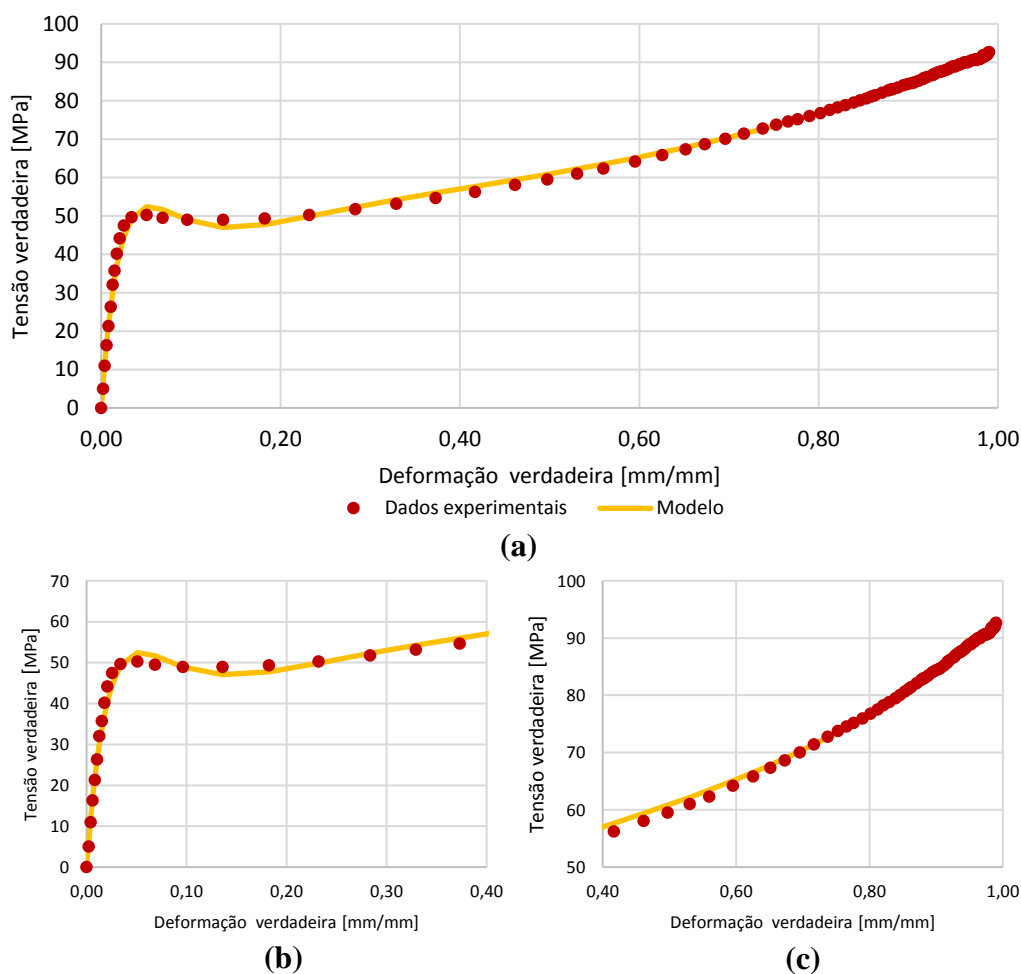 100
90
80
70
60
50
40
30
20
10
0
Tensão verdadeira [MPa]
0,00 0,20 0,40 0,60 0,80 1,00
Deformação verdadeira [mm/mm]
Dados experimentais Modelo
(a)
70
60
50
40
30
20
10
0
Tensão verdadeira [MPa]
0,00 0,10 0,20 0,30 0,40
Deformação verdadeira [mm/mm]
(b)
100
90
80
70
60
50
Tensão verdadeira [MPa]
0,40 0,60 0,80 1,00
Deformação verdadeira [mm/mm]
(c)